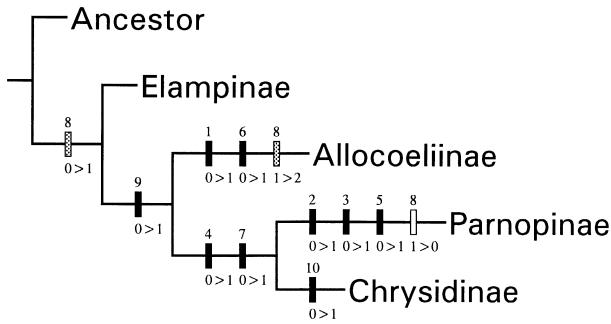 Ancestor
Elampinae
8
0>1
1 6 8
0>1 0>1 1>2
Allocoeliinae
9
0>1
2 3 5 8
0>1 0>1 0>1 1>0
Parnopinae
4 7
0>1 0>1
10
0>1
Chrysidinae